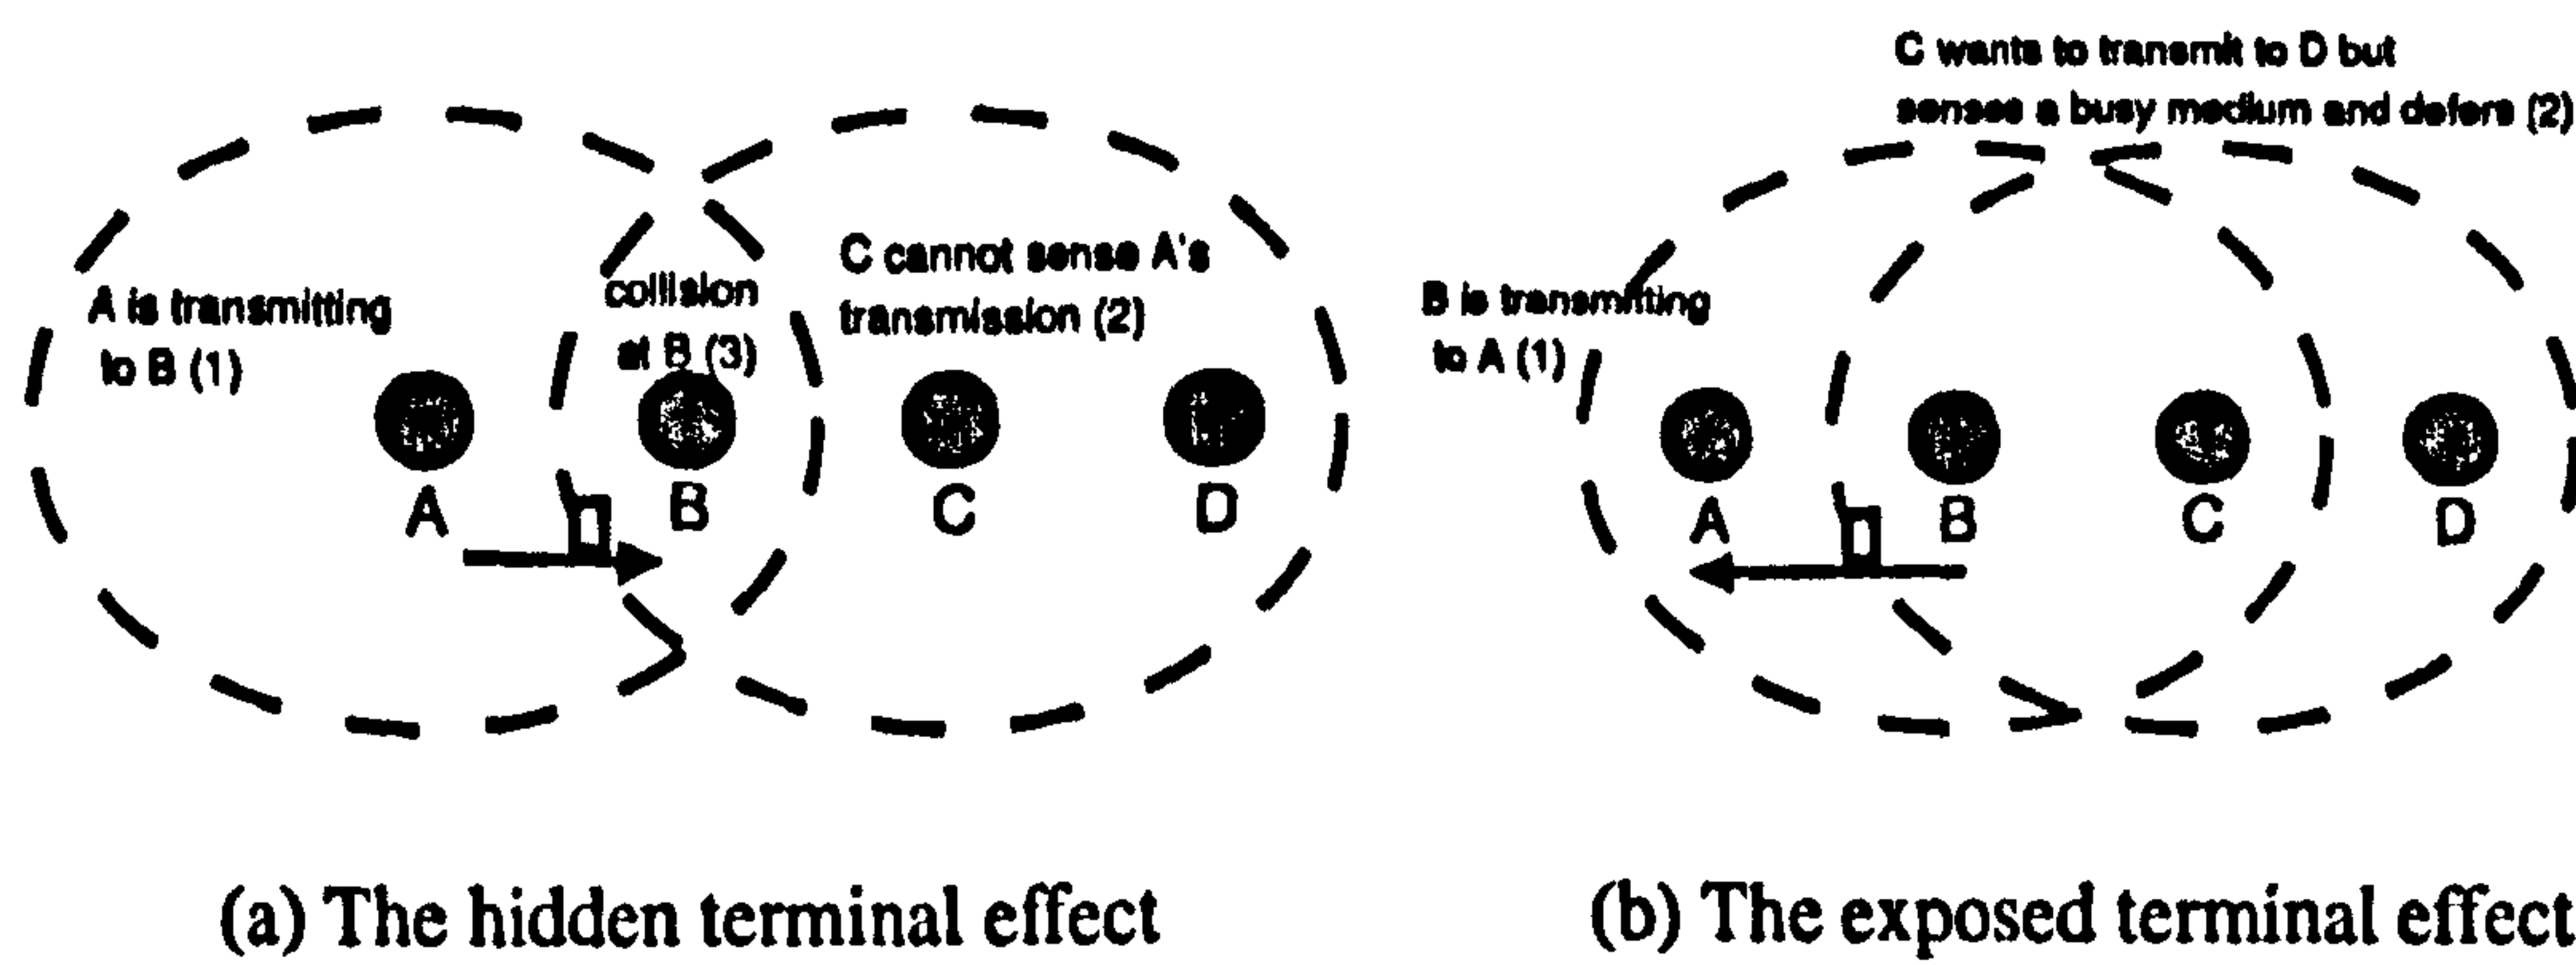 A is transmitting
to B (1)
collision
at B (3)
C cannot sense A's
transmission (2)
A
B
C
D
(a) The hidden terminal effect
C wants to transmit to D but
senses a busy medium and defers (2)
B is transmitting
to A (1)
A
B
C
D
(b) The exposed terminal effect